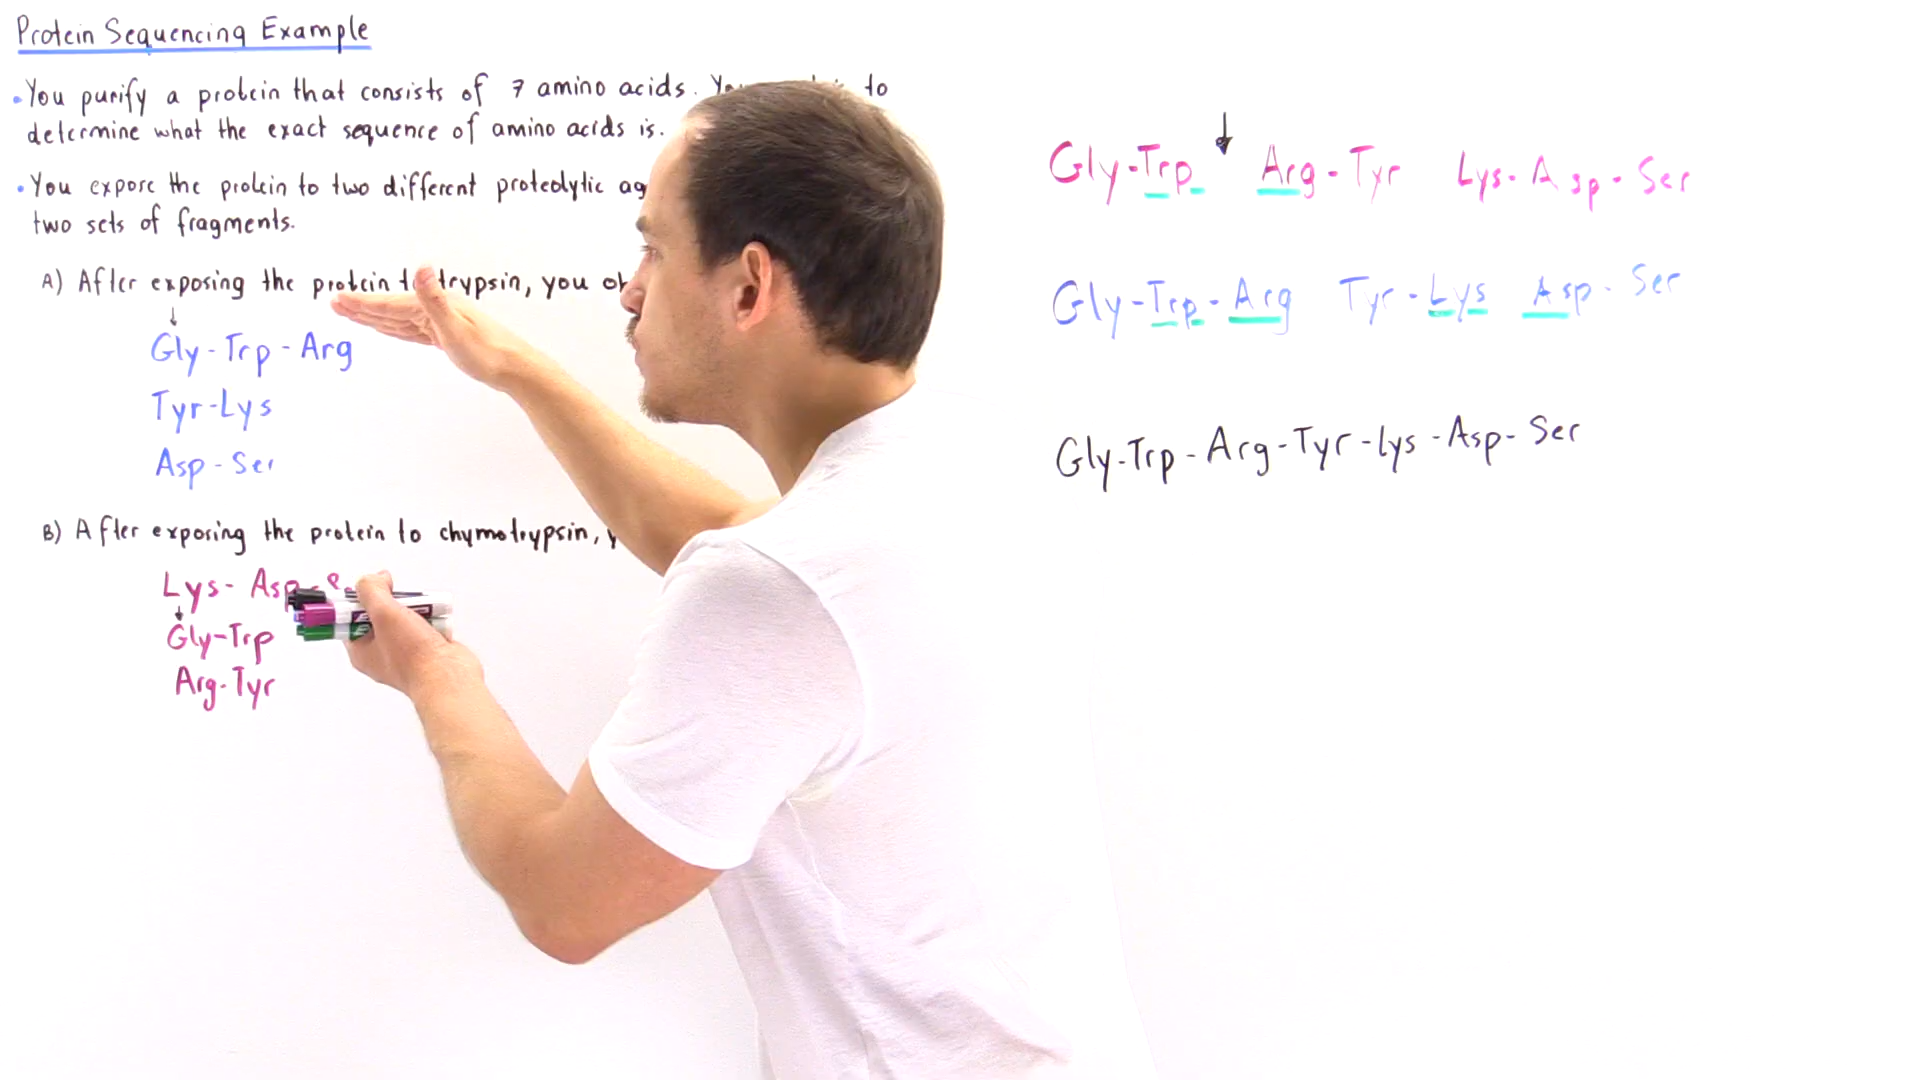 Protein Sequencing Example
• You purify a protein that consists of 7 amino acids. to
determine what the exact sequence of amino acids is.
• You expose the protein to two different proteolytic
two sets of fragments.
A) After exposing the protein to trypsin, you
↓
Gly-Trp-Arg
Tyr-Lys
Asp-Ser
B) After exposing the protein to chymotrypsin,
Lys-Asp-
↓
Gly-Trp
Arg-Tyr
↓
Gly-Trp Arg-Tyr Lys-Asp-Ser
Gly-Trp-Arg Tyr-Lys Asp-Ser
Gly-Trp-Arg-Tyr-Lys-Asp-Ser